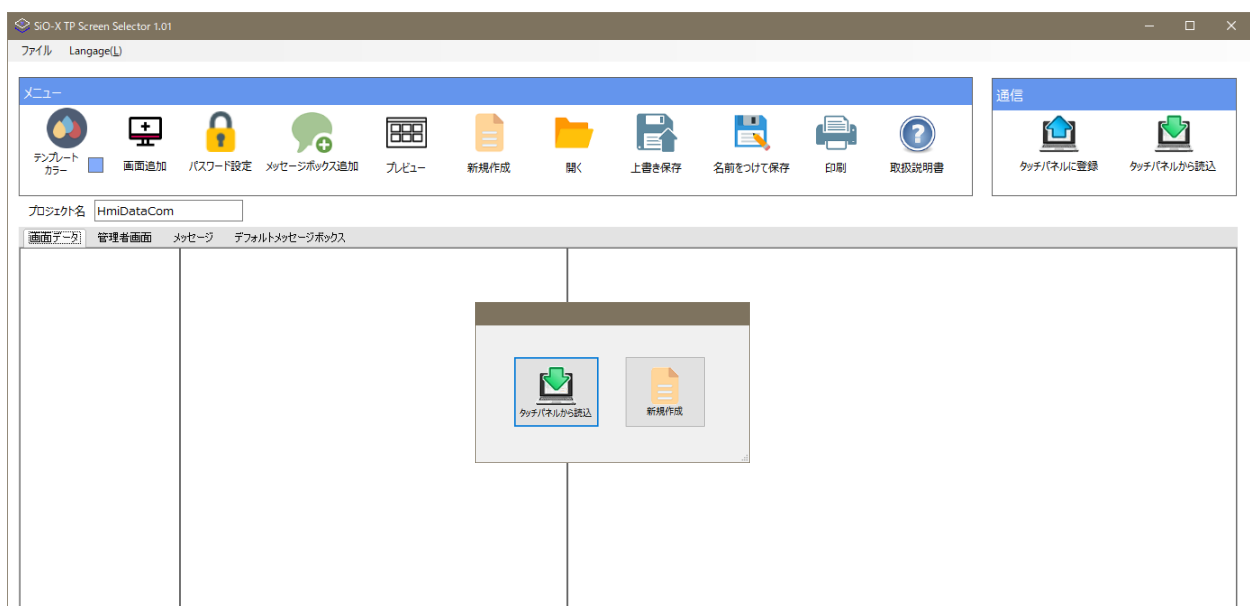 SiO-X TP Screen Selector 1.01
ファイル Langage(L)
メニュー
テンプレート
カラー
画面追加
パスワード設定
メッセージボックス追加
プレビュー
新規作成
開く
上書き保存
名前をつけて保存
印刷
取扱説明書
通信
タッチパネルに登録
タッチパネルから読込
プロジェクト名 HmiDataCom
画面データ 管理者画面 メッセージ デフォルトメッセージボックス
タッチパネルから読込
新規作成